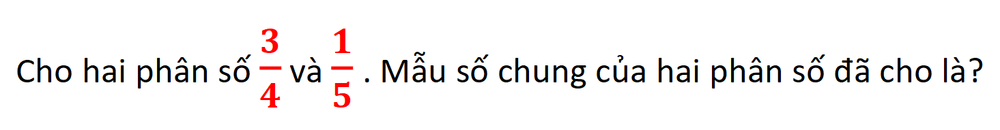 Cho hai phân số 3/4 và 1/5 . Mẫu số chung của hai phân số đã cho là?